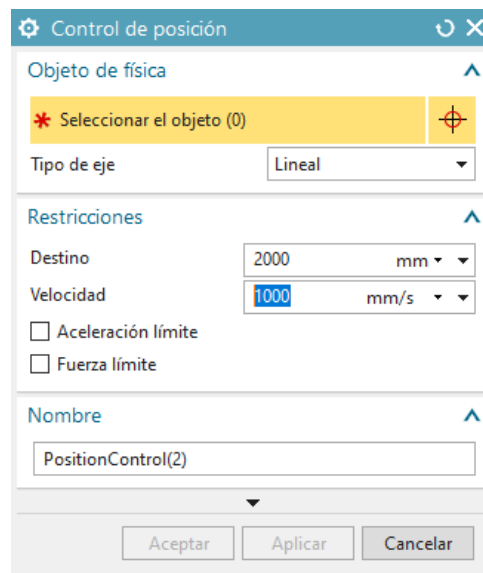 Control de posición
Objeto de física
* Seleccionar el objeto (0)
Tipo de eje Lineal
Restricciones
Destino 2000 mm
Velocidad 1000 mm/s
Aceleración límite
Fuerza límite
Nombre
PositionControl(2)
Aceptar Aplicar Cancelar